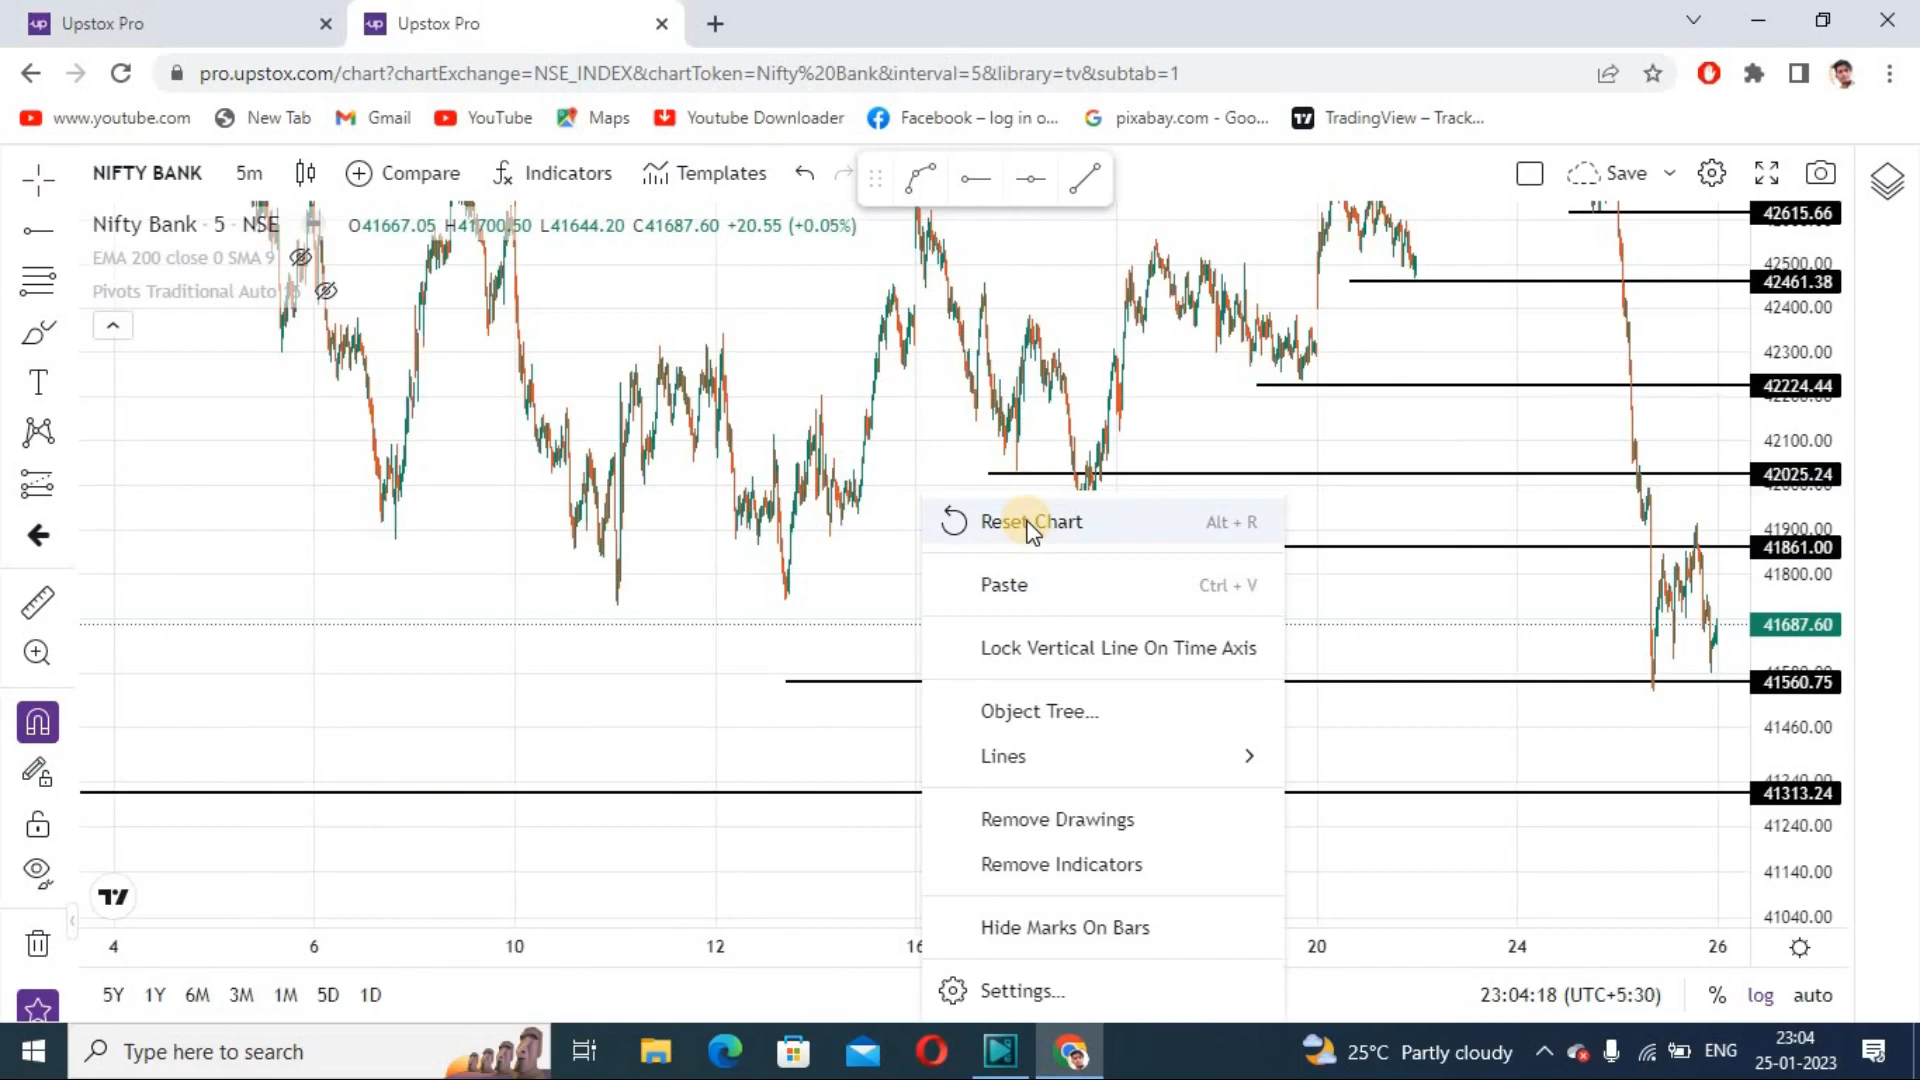 Upstox Pro
Upstox Pro
pro.upstox.com/chart?chartExchange=NSE_INDEX&chartToken=Nifty%20Bank&interval=5&library=tv&subtab=1
www.youtube.com New Tab Gmail YouTube Maps Youtube Downloader Facebook – log in o... pixabay.com - Goo... TradingView – Track...
NIFTY BANK 5m Compare Indicators Templates Save
Nifty Bank · 5 · NSE O41667.05 H41700.50 L41644.20 C41687.60 +20.55 (+0.05%)
EMA 200 close 0 SMA 9
Pivots Traditional Auto
42615.66
42500.00
42461.38
42400.00
42300.00
42224.44
42100.00
42025.24
41900.00
41861.00
41800.00
41687.60
41560.75
41460.00
41313.24
41240.00
41140.00
41040.00
Reset Chart Alt + R
Paste Ctrl + V
Lock Vertical Line On Time Axis
Object Tree...
Lines
Remove Drawings
Remove Indicators
Hide Marks On Bars
Settings...
4 6 10 12 16 20 24 26
5Y 1Y 6M 3M 1M 5D 1D
23:04:18 (UTC+5:30) % log auto
Type here to search
25°C Partly cloudy ENG 23:04
25-01-2023